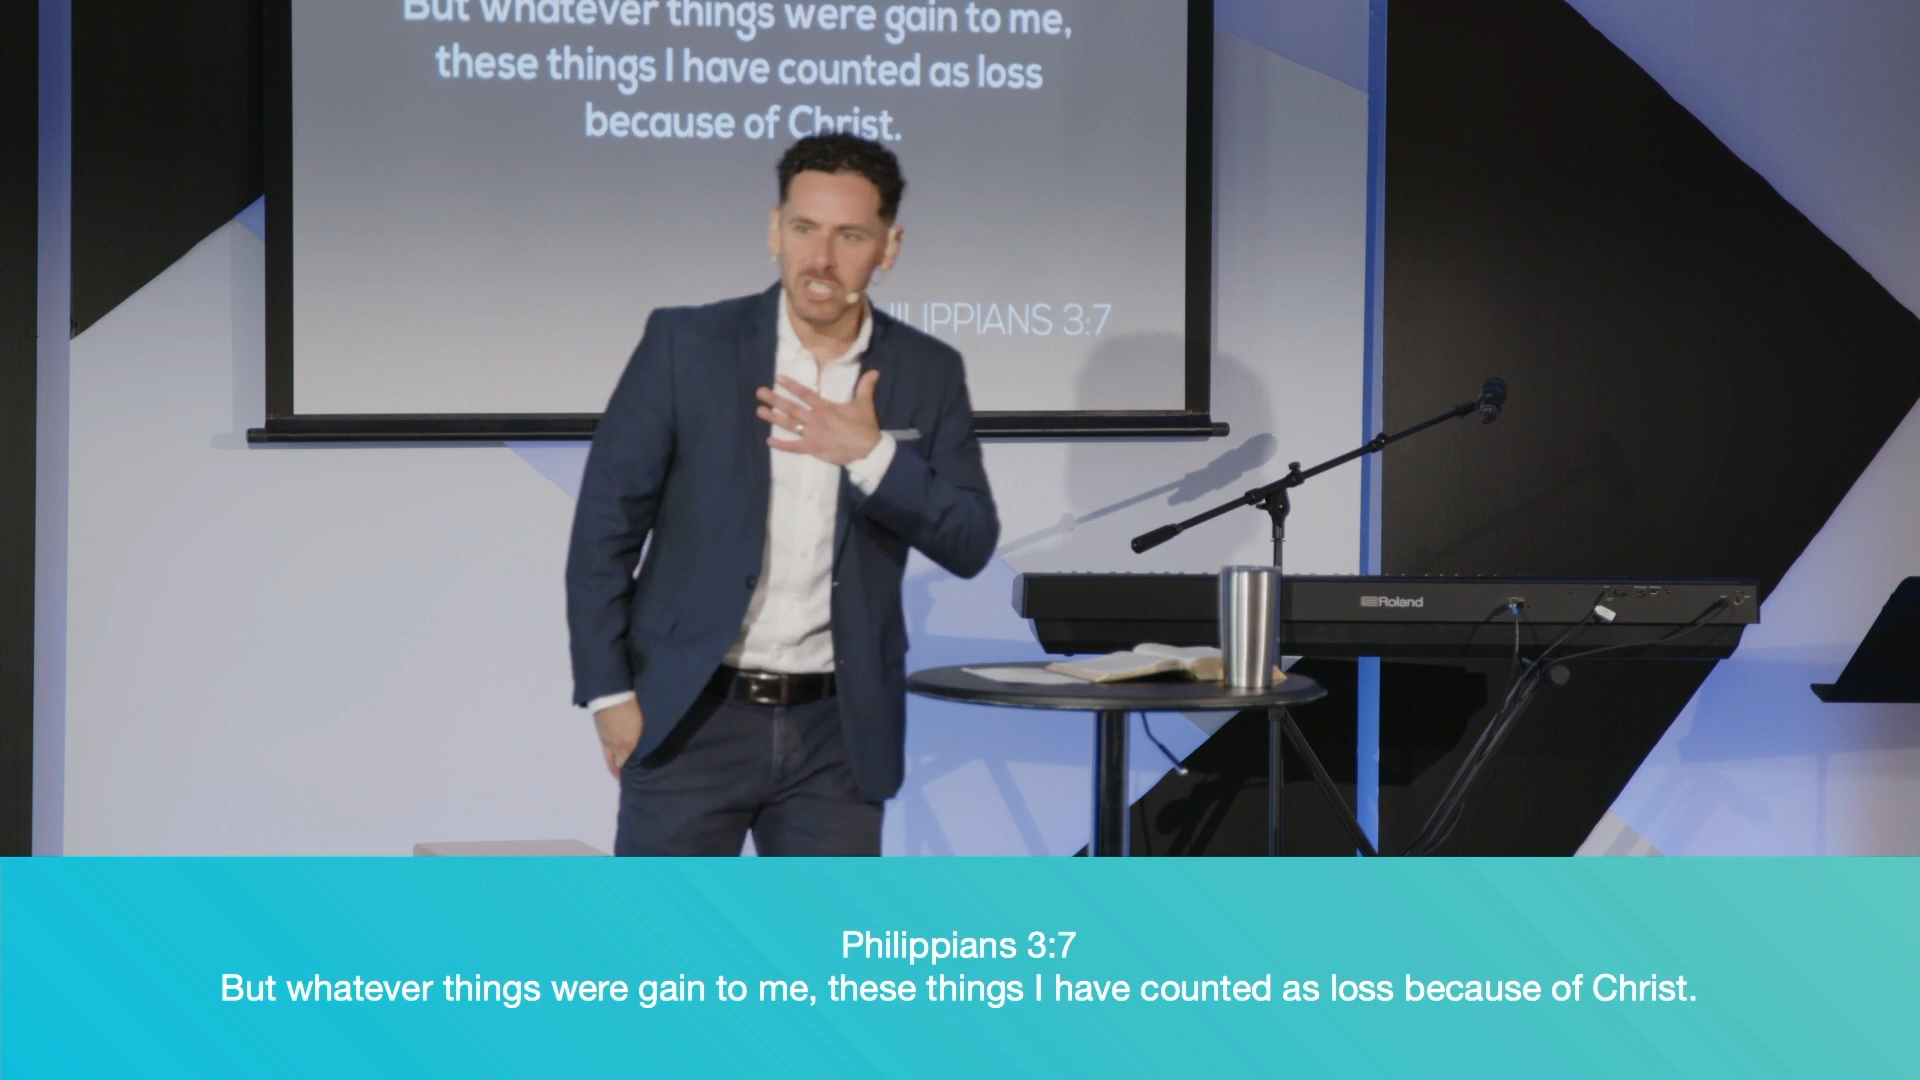 But whatever things were gain to me,
these things I have counted as loss
because of Christ.
PHILIPPIANS 3:7
Roland
Philippians 3:7
But whatever things were gain to me, these things I have counted as loss because of Christ.